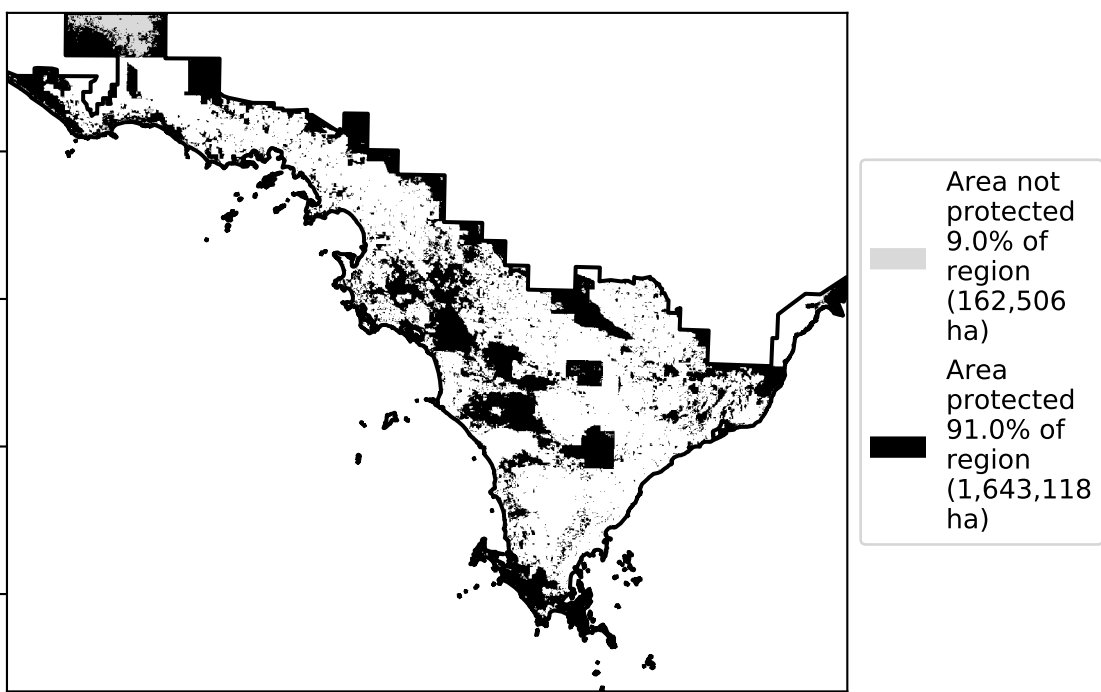 Area not
protected
9.0% of
region
(162,506
ha)
Area
protected
91.0% of
region
(1,643,118
ha)